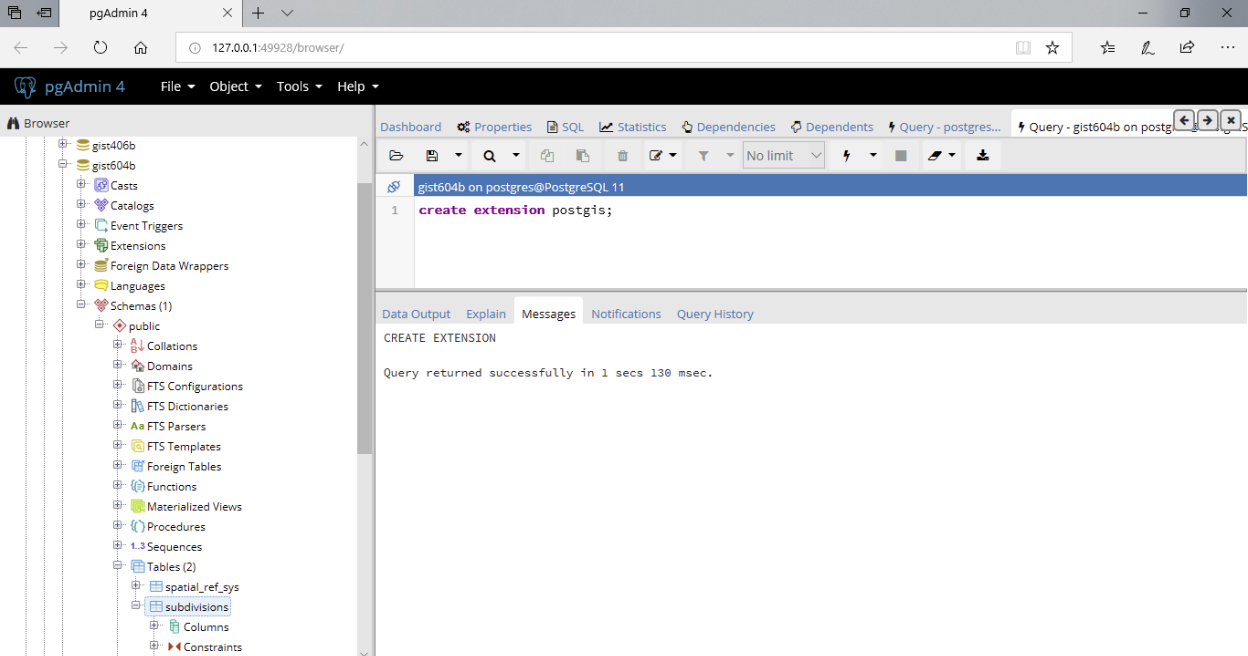 pgAdmin 4
127.0.0.1:49928/browser/
pgAdmin 4 File Object Tools Help
Browser
gist406b
gist604b
Casts
Catalogs
Event Triggers
Extensions
Foreign Data Wrappers
Languages
Schemas (1)
public
Collations
Domains
FTS Configurations
FTS Dictionaries
Aa FTS Parsers
FTS Templates
Foreign Tables
Functions
Materialized Views
Procedures
1..3 Sequences
Tables (2)
spatial_ref_sys
subdivisions
Columns
Constraints
Dashboard Properties SQL Statistics Dependencies Dependents Query - postgres... Query - gist604b on postg
No limit
gist604b on postgres@PostgreSQL 11
1 create extension postgis;
Data Output Explain Messages Notifications Query History
CREATE EXTENSION
Query returned successfully in 1 secs 130 msec.